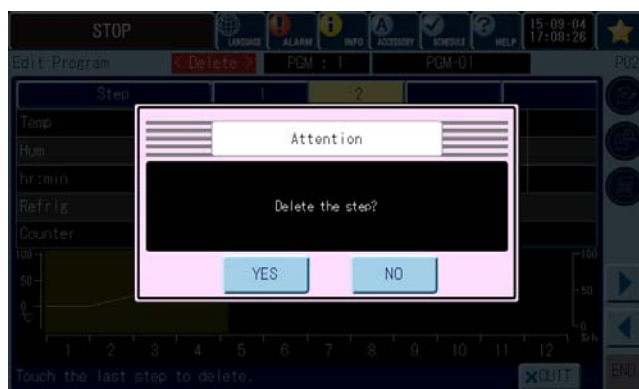 STOP LANGUAGE ALARM INFO ACCESSORY SCHEDULE HELP 15-09-04
17:09:26
Edit Program < Delete > PGM : 1 PGM-01 P02
Step 1 2
Temp
Hum
hr:min
Refrig
Counter
Attention
Delete the step?
YES NO
100 100
50 50
0 0
℃ %rh
1 2 3 4 5 6 7 8 9 10 11 12
Touch the last step to delete. ×QUIT END